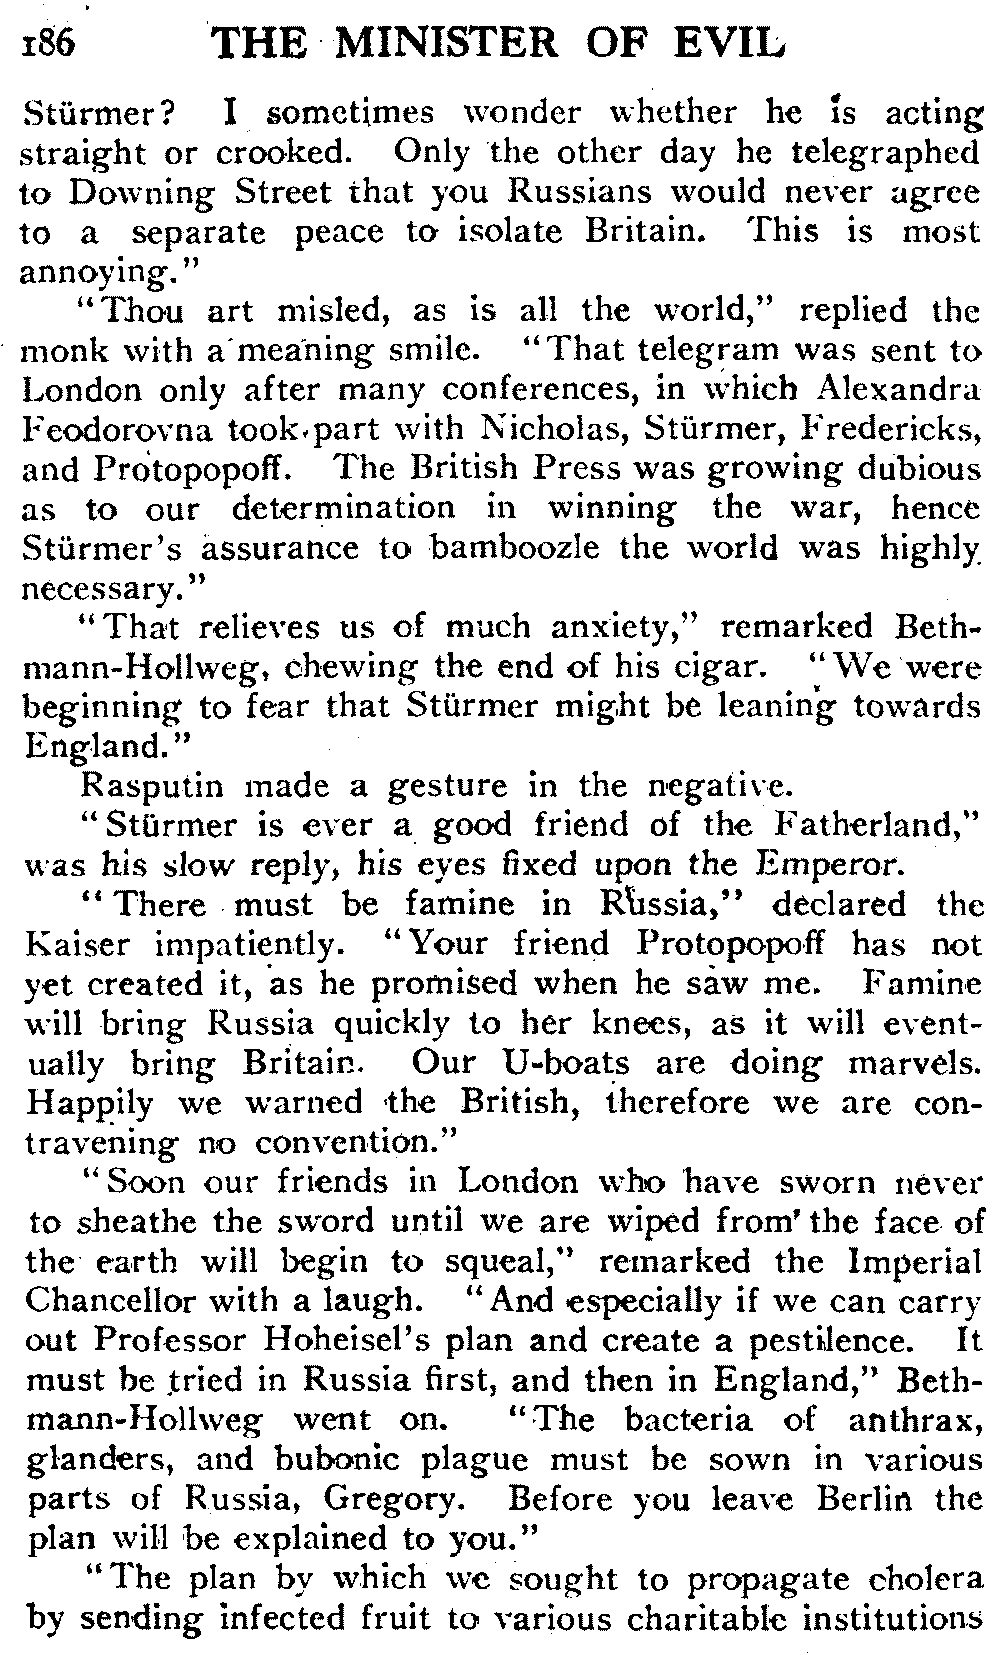 186 THE MINISTER OF EVIL
Stürmer? I sometimes wonder whether he is acting
straight or crooked. Only the other day he telegraphed
to Downing Street that you Russians would never agree
to a separate peace to isolate Britain. This is most
annoying."
"Thou art misled, as is all the world," replied the
monk with a meaning smile. "That telegram was sent to
London only after many conferences, in which Alexandra
Feodorovna took part with Nicholas, Stürmer, Fredericks,
and Protopopoff. The British Press was growing dubious
as to our determination in winning the war, hence
Stürmer's assurance to bamboozle the world was highly
necessary."
"That relieves us of much anxiety," remarked Beth-
mann-Hollweg, chewing the end of his cigar. "We were
beginning to fear that Stürmer might be leaning towards
England."
Rasputin made a gesture in the negative.
"Stürmer is ever a good friend of the Fatherland,"
was his slow reply, his eyes fixed upon the Emperor.
"There must be famine in Russia," declared the
Kaiser impatiently. "Your friend Protopopoff has not
yet created it, as he promised when he saw me. Famine
will bring Russia quickly to her knees, as it will event-
ually bring Britain. Our U-boats are doing marvels.
Happily we warned the British, therefore we are con-
travening no convention."
"Soon our friends in London who have sworn never
to sheathe the sword until we are wiped from the face of
the earth will begin to squeal," remarked the Imperial
Chancellor with a laugh. "And especially if we can carry
out Professor Hoheisel's plan and create a pestilence. It
must be tried in Russia first, and then in England," Beth-
mann-Hollweg went on. "The bacteria of anthrax,
glanders, and bubonic plague must be sown in various
parts of Russia, Gregory. Before you leave Berlin the
plan will be explained to you."
"The plan by which we sought to propagate cholera
by sending infected fruit to various charitable institutions